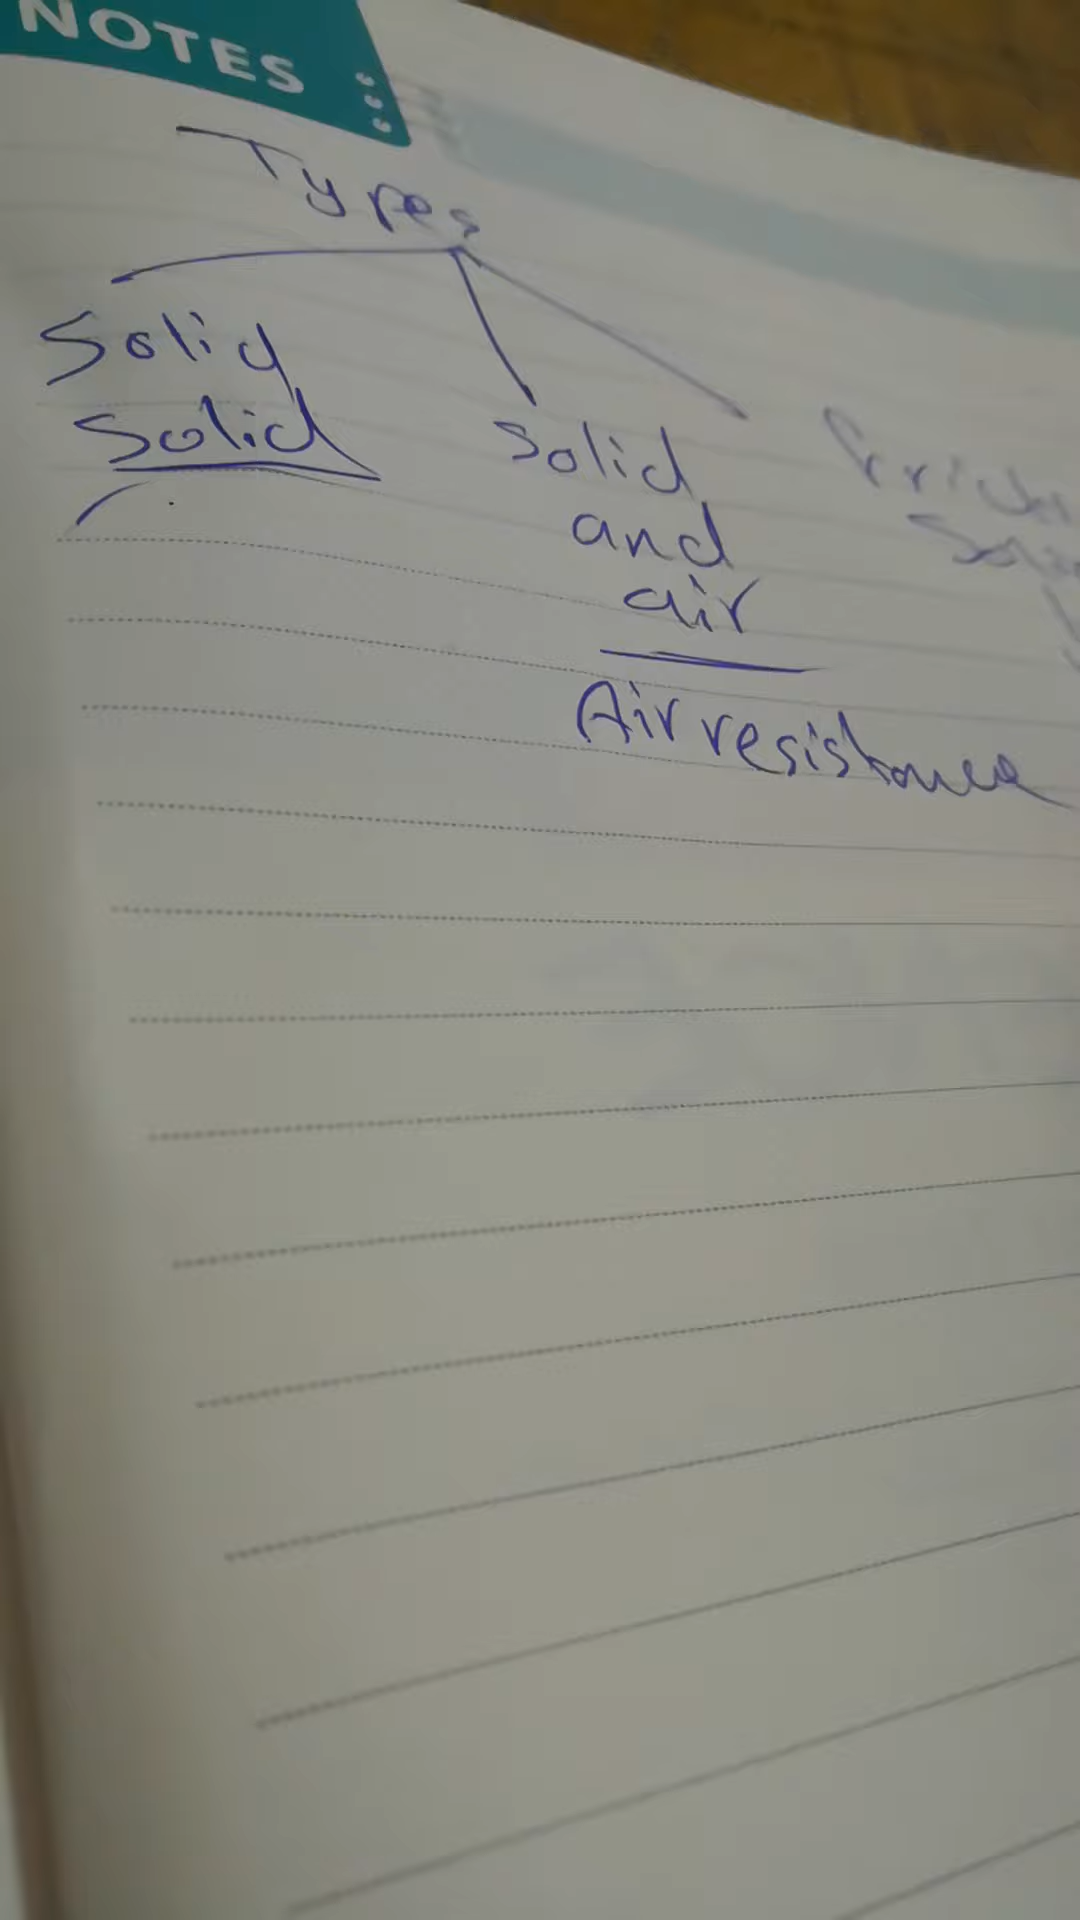 NOTES
Types
Solid
Solid
Solid
and
air
Air resistance